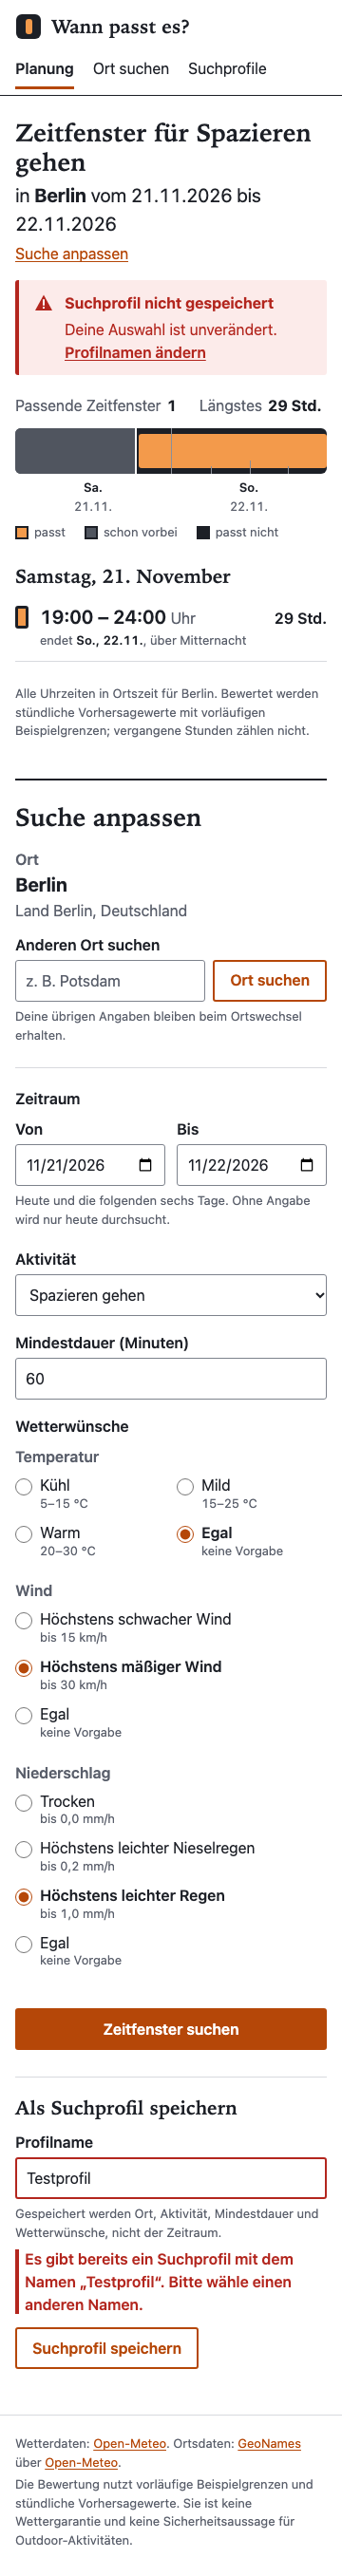 Wann passt es?
Planung Ort suchen Suchprofile
Zeitfenster für Spazieren
gehen
in Berlin vom 21.11.2026 bis
22.11.2026
Suche anpassen
Suchprofil nicht gespeichert
Deine Auswahl ist unverändert.
Profilnamen ändern
Passende Zeitfenster 1 Längstes 29 Std.
Sa. So.
21.11. 22.11.
passt schon vorbei passt nicht
Samstag, 21. November
19:00 – 24:00 Uhr 29 Std.
endet So., 22.11., über Mitternacht
Alle Uhrzeiten in Ortszeit für Berlin. Bewertet werden
stündliche Vorhersagewerte mit vorläufigen
Beispielgrenzen; vergangene Stunden zählen nicht.
Suche anpassen
Ort
Berlin
Land Berlin, Deutschland
Anderen Ort suchen
z. B. Potsdam Ort suchen
Deine übrigen Angaben bleiben beim Ortswechsel
erhalten.
Zeitraum
Von Bis
11/21/2026 11/22/2026
Heute und die folgenden sechs Tage. Ohne Angabe
wird nur heute durchsucht.
Aktivität
Spazieren gehen
Mindestdauer (Minuten)
60
Wetterwünsche
Temperatur
Kühl Mild
5–15 °C 15–25 °C
Warm Egal
20–30 °C keine Vorgabe
Wind
Höchstens schwacher Wind
bis 15 km/h
Höchstens mäßiger Wind
bis 30 km/h
Egal
keine Vorgabe
Niederschlag
Trocken
bis 0,0 mm/h
Höchstens leichter Nieselregen
bis 0,2 mm/h
Höchstens leichter Regen
bis 1,0 mm/h
Egal
keine Vorgabe
Zeitfenster suchen
Als Suchprofil speichern
Profilname
Testprofil
Gespeichert werden Ort, Aktivität, Mindestdauer und
Wetterwünsche, nicht der Zeitraum.
Es gibt bereits ein Suchprofil mit dem
Namen „Testprofil“. Bitte wähle einen
anderen Namen.
Suchprofil speichern
Wetterdaten: Open-Meteo. Ortsdaten: GeoNames
über Open-Meteo.
Die Bewertung nutzt vorläufige Beispielgrenzen und
stündliche Vorhersagewerte. Sie ist keine
Wettergarantie und keine Sicherheitsaussage für
Outdoor-Aktivitäten.